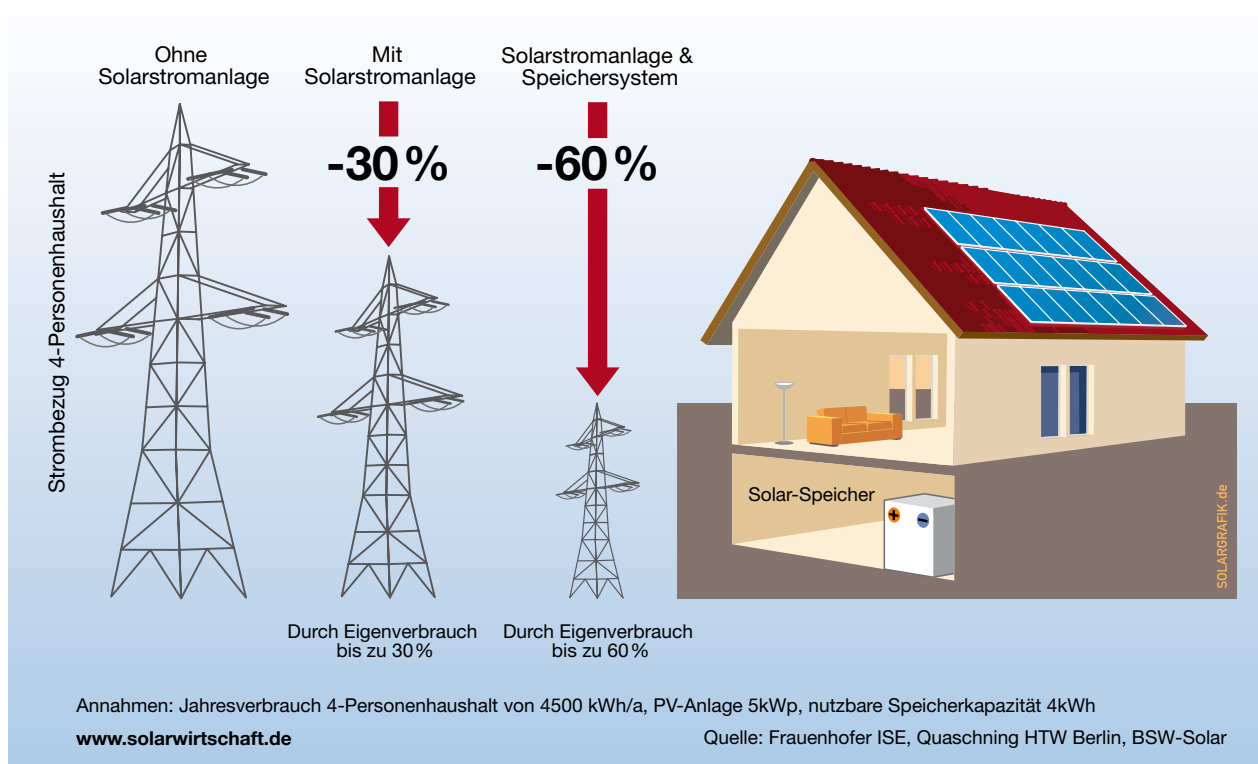 Ohne
Solarstromanlage
Mit
Solarstromanlage
Solarstromanlage &
Speichersystem
-30 %
-60 %
Strombezug 4-Personenhaushalt
Solar-Speicher
+
–
SOLARGRAFIK.de
Durch Eigenverbrauch
bis zu 30 %
Durch Eigenverbrauch
bis zu 60 %
Annahmen: Jahresverbrauch 4-Personenhaushalt von 4500 kWh/a, PV-Anlage 5kWp, nutzbare Speicherkapazität 4kWh
www.solarwirtschaft.de
Quelle: Frauenhofer ISE, Quaschning HTW Berlin, BSW-Solar